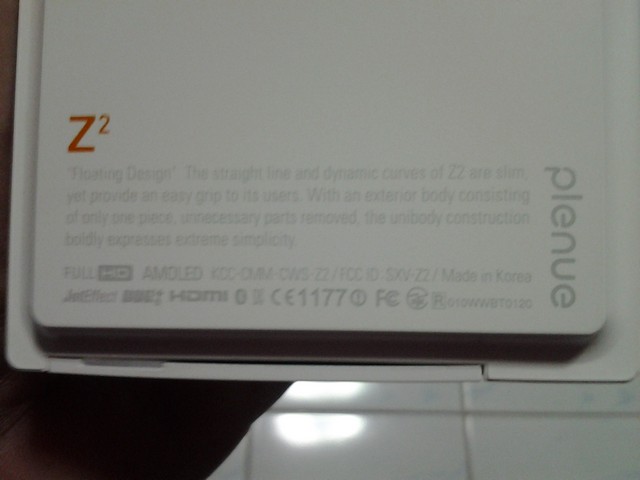 Z²
"Floating Design" The straight line and dynamic curves of Z2 are slim,
yet provide an easy grip to its users. With an exterior body consisting
of only one piece, unnecessary parts removed, the unibody construction
boldly expresses extreme simplicity.
FULL HD AMOLED KCC-CMM-CWS-Z2 / FCC ID: SXV-Z2 / Made in Korea
JetEffect BBE+ HDMI CE1177 FC R 010WWBT0120
plenue